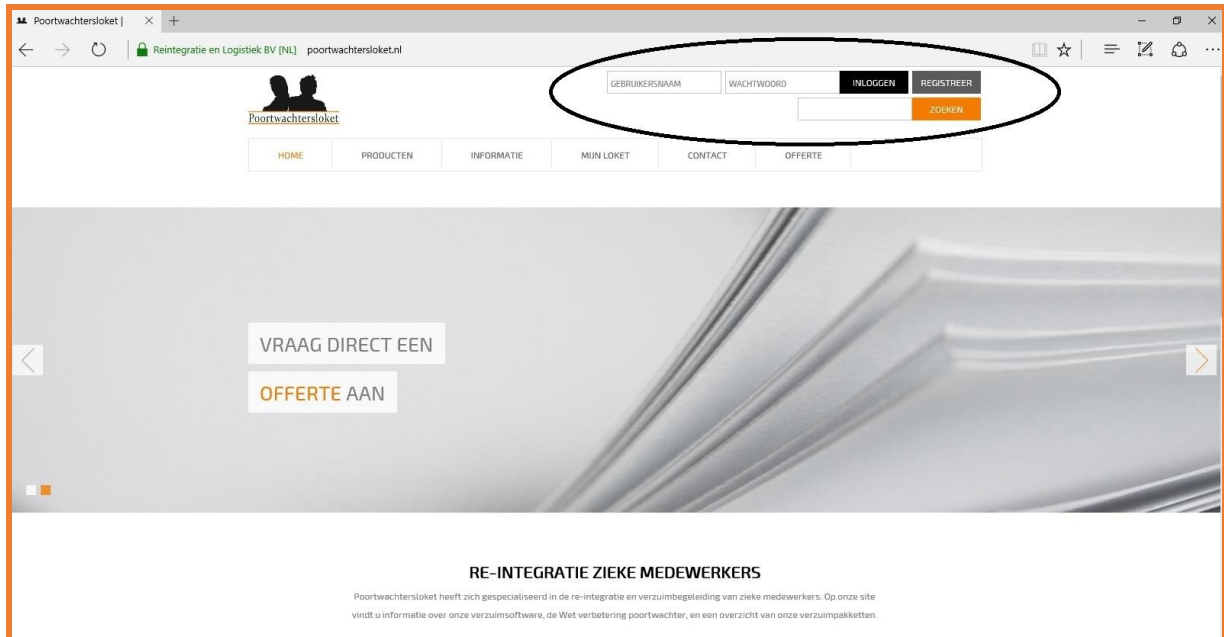 Poortwachtersloket |
Reintegratie en Logistiek BV [NL] poortwachtersloket.nl
GEBRUIKERSNAAM WACHTWOORD INLOGGEN REGISTREER
ZOEKEN
Poortwachtersloket
HOME PRODUCTEN INFORMATIE MIJN LOKET CONTACT OFFERTE
VRAAG DIRECT EEN
OFFERTE AAN
RE-INTEGRATIE ZIEKE MEDEWERKERS
Poortwachtersloket heeft zich gespecialiseerd in de re-integratie en verzuimbegeleiding van zieke medewerkers. Op onze site
vindt u informatie over onze verzuimsoftware, de Wet verbetering poortwachter, en een overzicht van onze verzuimpakketten.